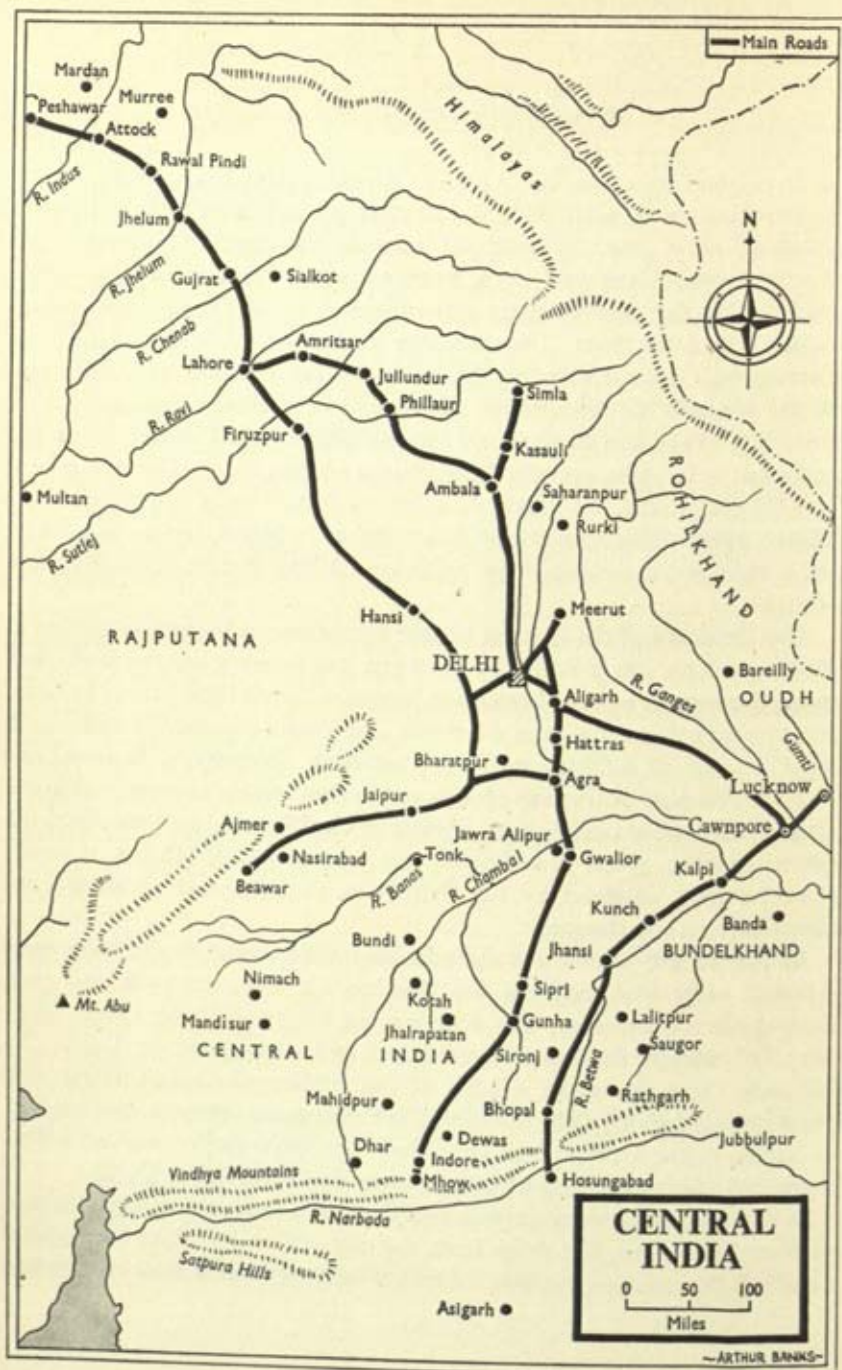 Main Roads
Mardan
Peshawar
Murree
Attock
Rawal Pindi
R. Indus
Himalayas
Jhelum
N
R. Jhelum
Gujrat
Sialkot
R. Chenab
Amritsar
Lahore
Jullundur
Simla
Phillaur
R. Ravi
Firuzpur
Kasauli
Ambala
Saharanpur
Multan
Rurki
ROHILKHAND
R. Sutlej
Hansi
Meerut
RAJPUTANA
DELHI
Bareilly
Aligarh
R. Ganges
OUDH
Hattras
Gumti
Bharatpur
Agra
Lucknow
Jaipur
Ajmer
Jawra Alipur
Cawnpore
Nasirabad
Tonk
Gwalior
Beawar
R. Banas
R. Chambal
Kalpi
Kunch
Banda
Bundi
Jhansi
BUNDELKHAND
Nimach
Kotah
Sipri
Mt. Abu
Mandisur
Jhalrapatan
Gunha
Lalitpur
CENTRAL INDIA
Sironj
Saugor
R. Betwa
Mahidpur
Bhopal
Rathgarh
Dhar
Dewas
Jubbulpur
Indore
Vindhya Mountains
Mhow
Hosungabad
R. Narbada
Satpura Hills
CENTRAL
INDIA
0 50 100
Miles
Asigarh
~ARTHUR BANKS~